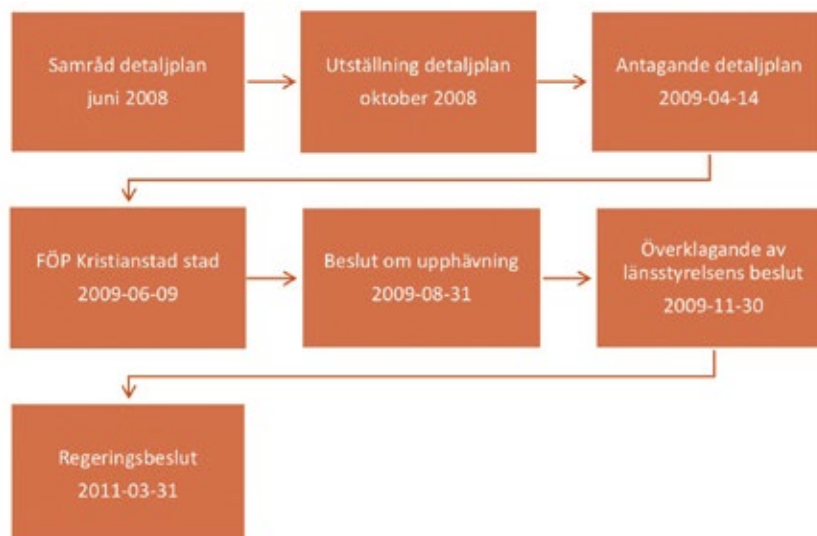 Samråd detaljplan
juni 2008
Utställning detaljplan
oktober 2008
Antagande detaljplan
2009-04-14
FÖP Kristianstad stad
2009-06-09
Beslut om upphävning
2009-08-31
Överklagande av
länsstyrelsens beslut
2009-11-30
Regeringsbeslut
2011-03-31